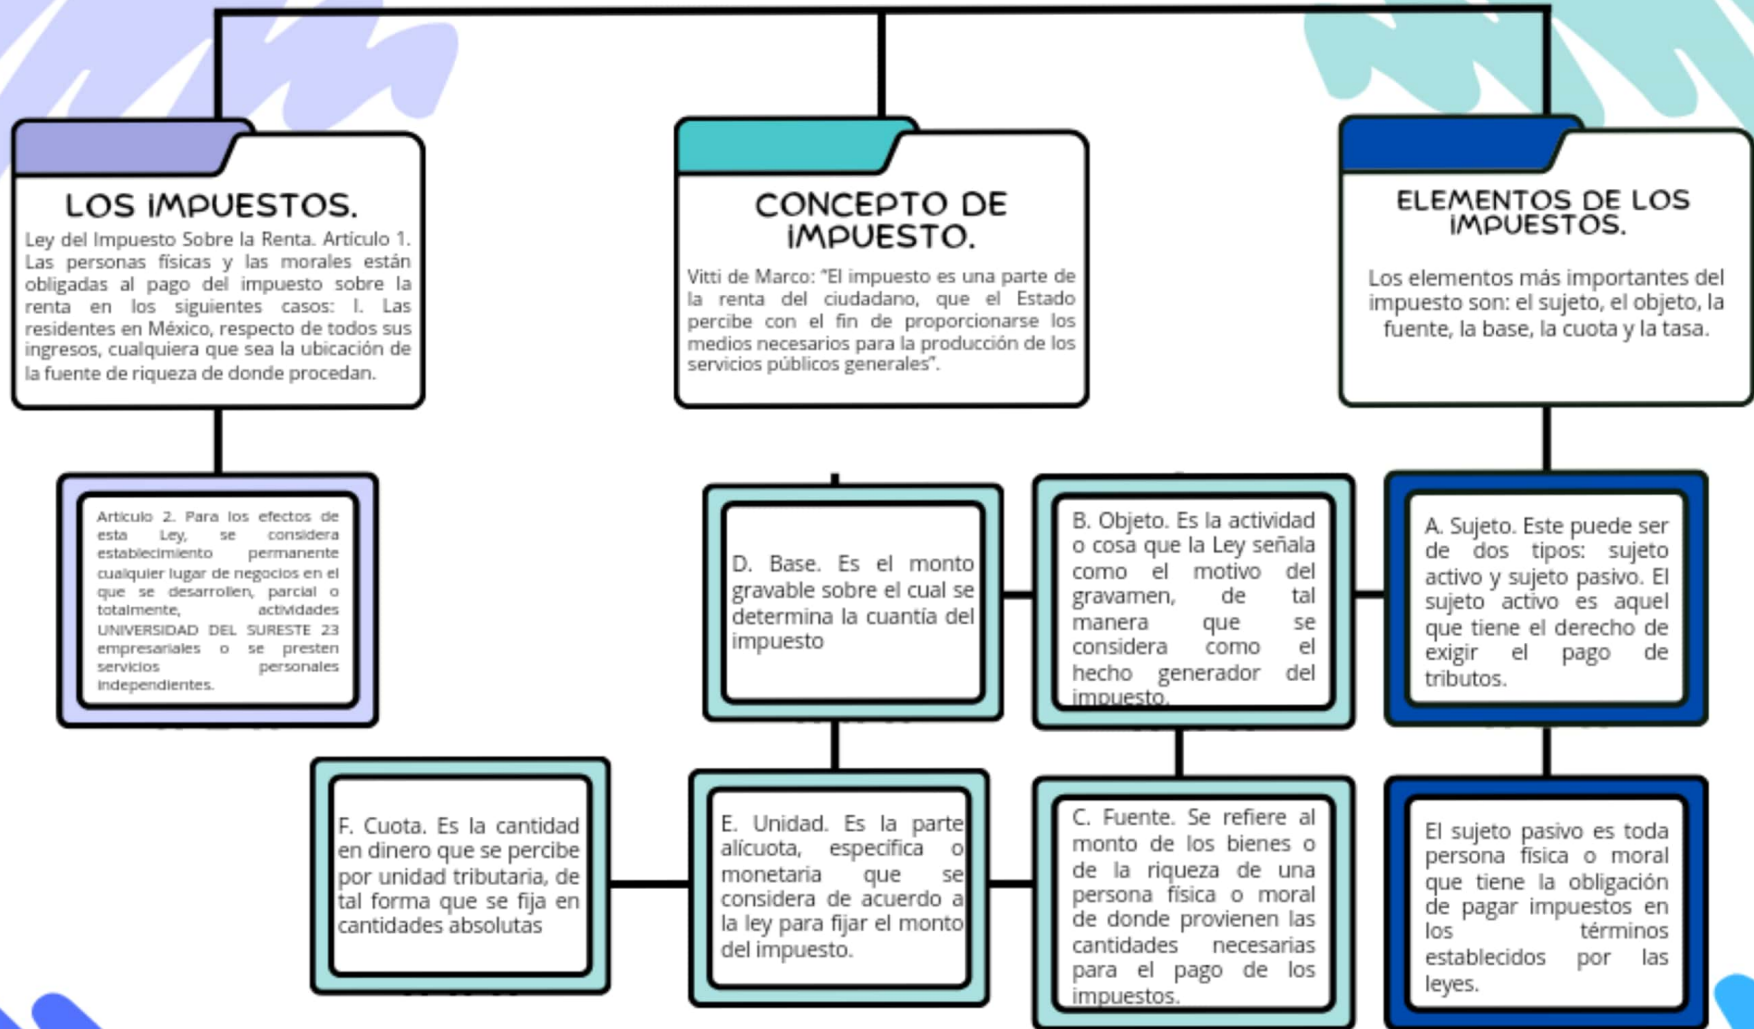 LOS iMPUESTOS.
Ley del Impuesto Sobre la Renta. Artículo 1.
Las personas físicas y las morales están
obligadas al pago del impuesto sobre la
renta en los siguientes casos: I. Las
residentes en México, respecto de todos sus
ingresos, cualquiera que sea la ubicación de
la fuente de riqueza de donde procedan.
Artículo 2. Para los efectos de
esta Ley, se considera
establecimiento permanente
cualquier lugar de negocios en el
que se desarrollen, parcial o
totalmente, actividades
UNIVERSIDAD DEL SURESTE 23
empresariales o se presten
servicios personales
independientes.
CONCEPTO DE
iMPUESTO.
Vitti de Marco: “El impuesto es una parte de
la renta del ciudadano, que el Estado
percibe con el fin de proporcionarse los
medios necesarios para la producción de los
servicios públicos generales”.
ELEMENTOS DE LOS
iMPUESTOS.
Los elementos más importantes del
impuesto son: el sujeto, el objeto, la
fuente, la base, la cuota y la tasa.
A. Sujeto. Este puede ser
de dos tipos: sujeto
activo y sujeto pasivo. El
sujeto activo es aquel
que tiene el derecho de
exigir el pago de
tributos.
El sujeto pasivo es toda
persona física o moral
que tiene la obligación
de pagar impuestos en
los términos
establecidos por las
leyes.
B. Objeto. Es la actividad
o cosa que la Ley señala
como el motivo del
gravamen, de tal
manera que se
considera como el
hecho generador del
impuesto.
C. Fuente. Se refiere al
monto de los bienes o
de la riqueza de una
persona física o moral
de donde provienen las
cantidades necesarias
para el pago de los
impuestos.
D. Base. Es el monto
gravable sobre el cual se
determina la cuantía del
impuesto
E. Unidad. Es la parte
alícuota, específica o
monetaria que se
considera de acuerdo a
la ley para fijar el monto
del impuesto.
F. Cuota. Es la cantidad
en dinero que se percibe
por unidad tributaria, de
tal forma que se fija en
cantidades absolutas